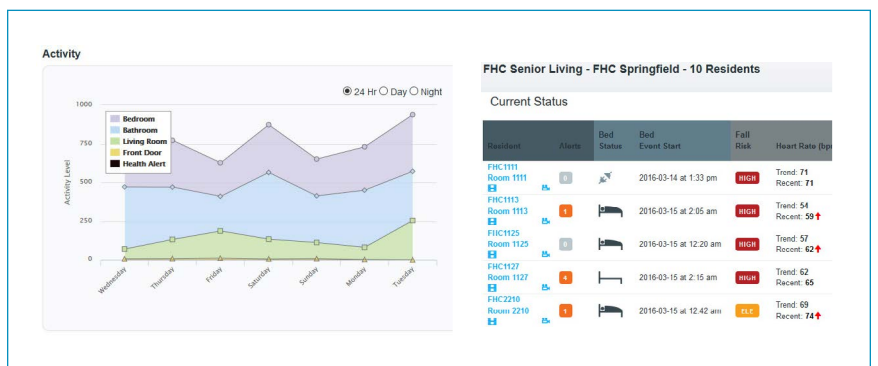 Activity
24 Hr Day Night
1000
750
500
250
0
Activity Level
Bedroom
Bathroom
Living Room
Front Door
Health Alert
Wednesday
Thursday
Friday
Saturday
Sunday
Monday
Tuesday
FHC Senior Living - FHC Springfield - 10 Residents
Current Status
Resident Alerts Bed Status Bed Event Start Fall Risk Heart Rate (bp
FHC1111
Room 1111 0 2016-03-14 at 1:33 pm HIGH Trend: 71
Recent: 71
FHC1113
Room 1113 1 2016-03-15 at 2:05 am HIGH Trend: 54
Recent: 59
FHC1125
Room 1125 0 2016-03-15 at 12:20 am HIGH Trend: 57
Recent: 62
FHC1127
Room 1127 4 2016-03-15 at 2:15 am HIGH Trend: 62
Recent: 65
FHC2210
Room 2210 1 2016-03-15 at 12.42 am ELE Trend: 69
Recent: 74